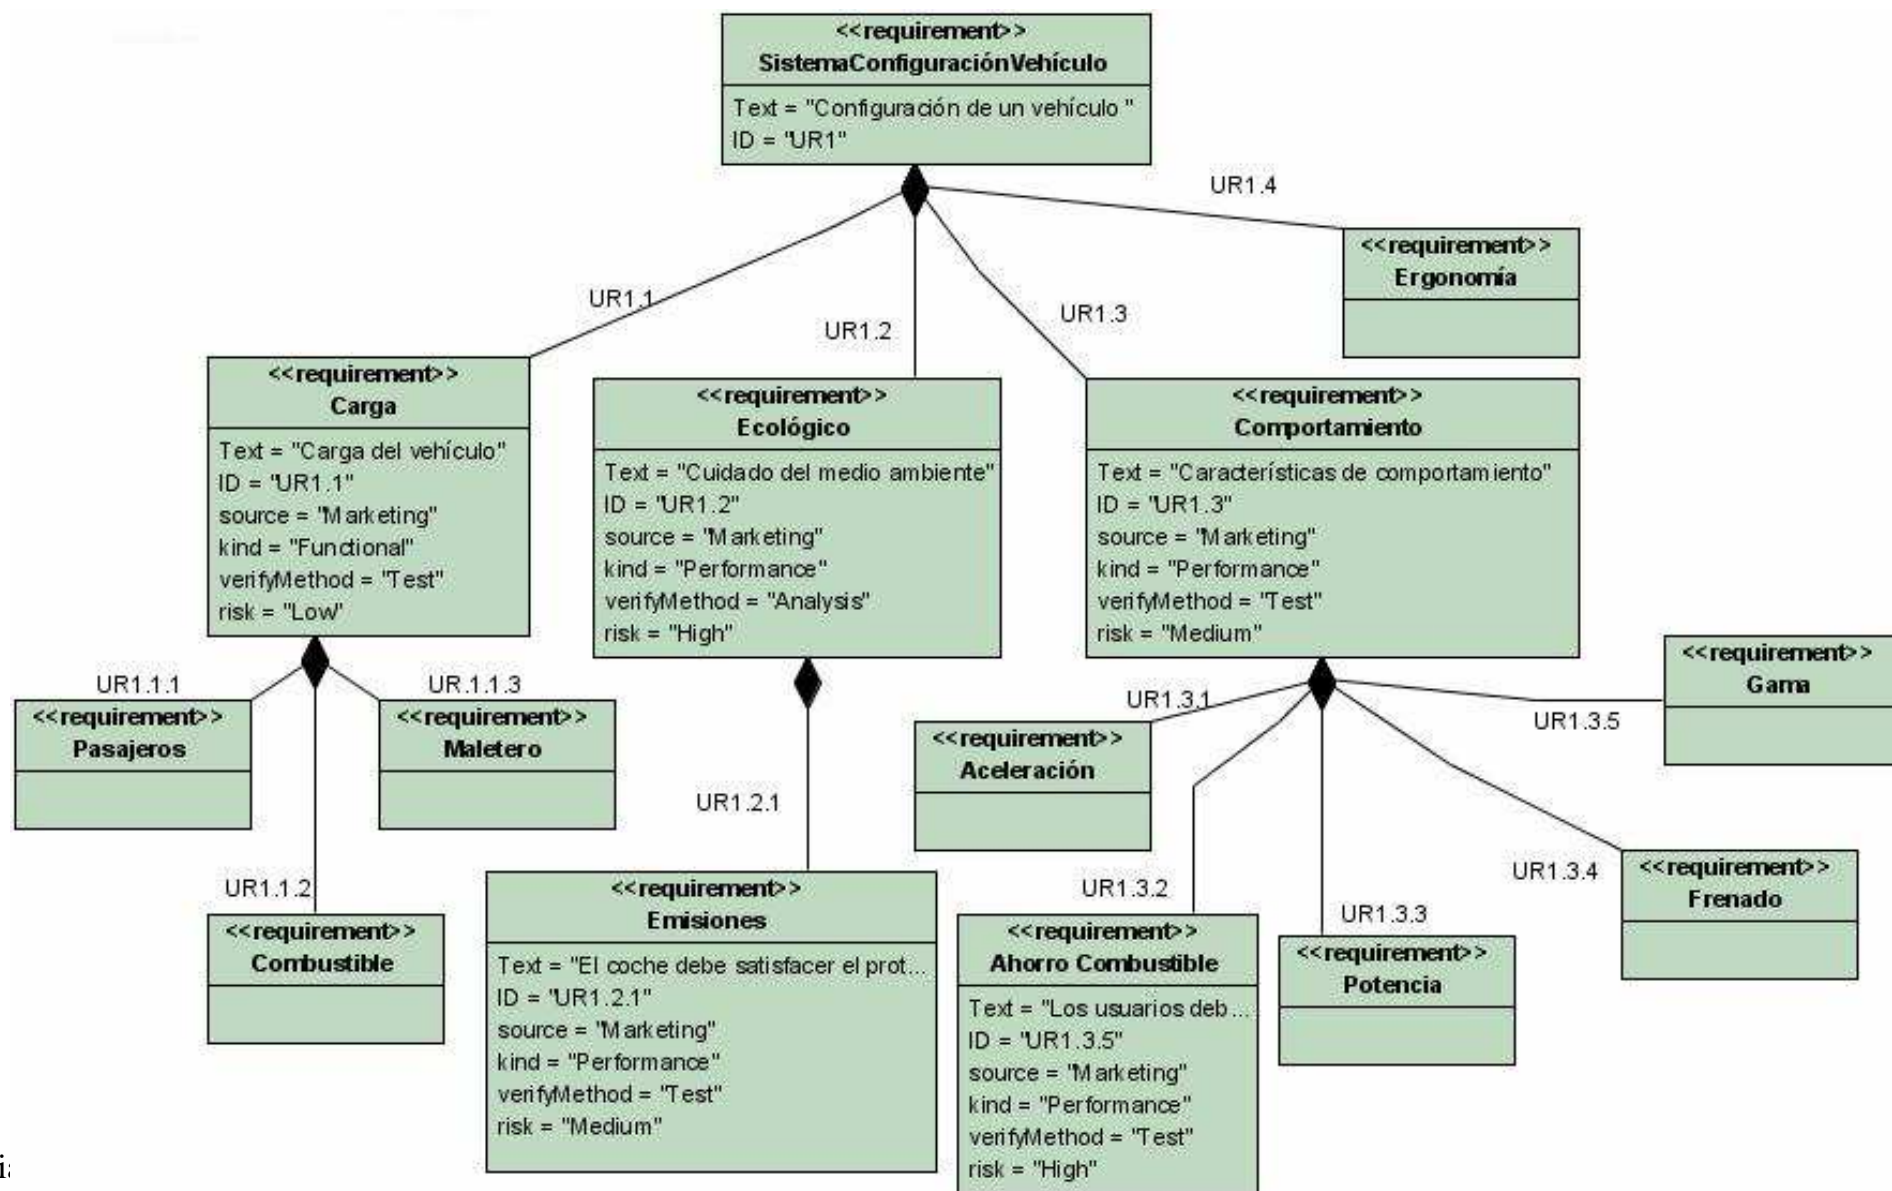 <<requirement>>
SistemaConfiguraciónVehículo
Text = "Configuración de un vehículo "
ID = "UR1"
UR1.4
<<requirement>>
Ergonomía
UR1.1
UR1.2
UR1.3
<<requirement>>
Carga
Text = "Carga del vehículo"
ID = "UR1.1"
source = "Marketing"
kind = "Functional"
verifyMethod = "Test"
risk = "Low"
<<requirement>>
Ecológico
Text = "Cuidado del medio ambiente"
ID = "UR1.2"
source = "Marketing"
kind = "Performance"
verifyMethod = "Analysis"
risk = "High"
<<requirement>>
Comportamiento
Text = "Características de comportamiento"
ID = "UR1.3"
source = "Marketing"
kind = "Performance"
verifyMethod = "Test"
risk = "Medium"
UR1.1.1
UR.1.1.3
<<requirement>>
Pasajeros
<<requirement>>
Maletero
UR1.1.2
<<requirement>>
Combustible
UR1.2.1
<<requirement>>
Emisiones
Text = "El coche debe satisfacer el prot...
ID = "UR1.2.1"
source = "Marketing"
kind = "Performance"
verifyMethod = "Test"
risk = "Medium"
UR1.3.1
<<requirement>>
Aceleración
UR1.3.5
<<requirement>>
Gama
UR1.3.2
<<requirement>>
Ahorro Combustible
Text = "Los usuarios deb...
ID = "UR1.3.5"
source = "Marketing"
kind = "Performance"
verifyMethod = "Test"
risk = "High"
UR1.3.3
<<requirement>>
Potencia
UR1.3.4
<<requirement>>
Frenado